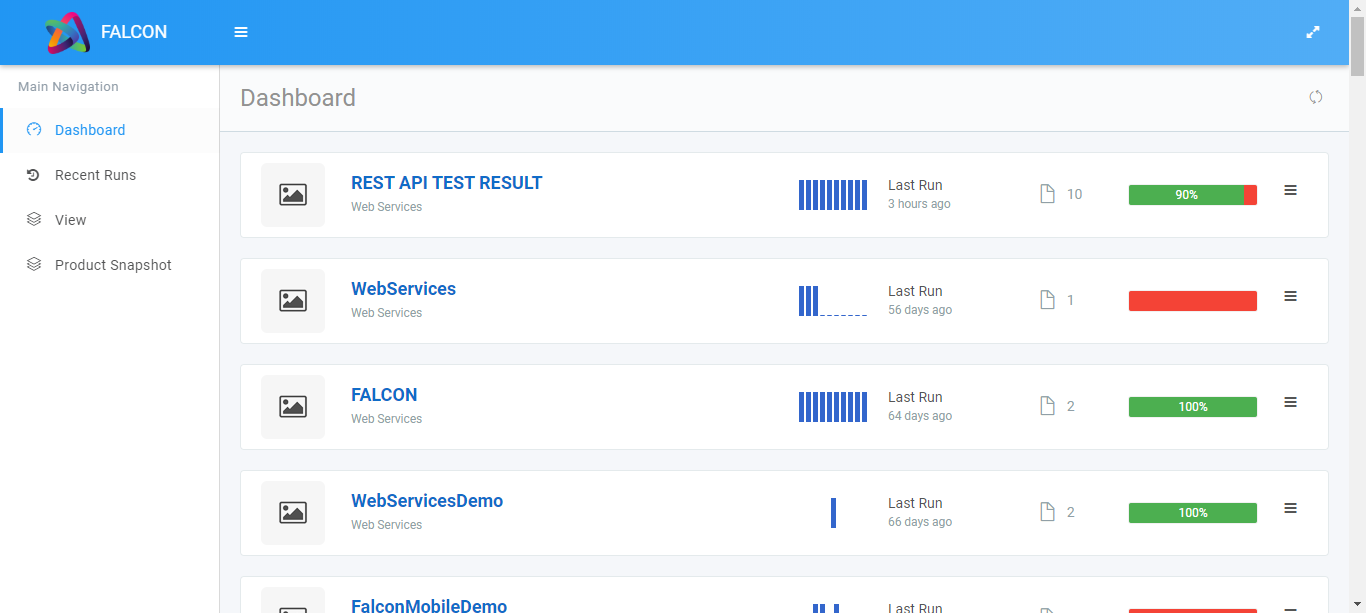 FALCON
Main Navigation
Dashboard
Recent Runs
View
Product Snapshot
Dashboard
REST API TEST RESULT
Web Services
Last Run
3 hours ago
10
90%
WebServices
Web Services
Last Run
56 days ago
1
FALCON
Web Services
Last Run
64 days ago
2
100%
WebServicesDemo
Web Services
Last Run
66 days ago
2
100%
FalconMobileDemo
Last Run